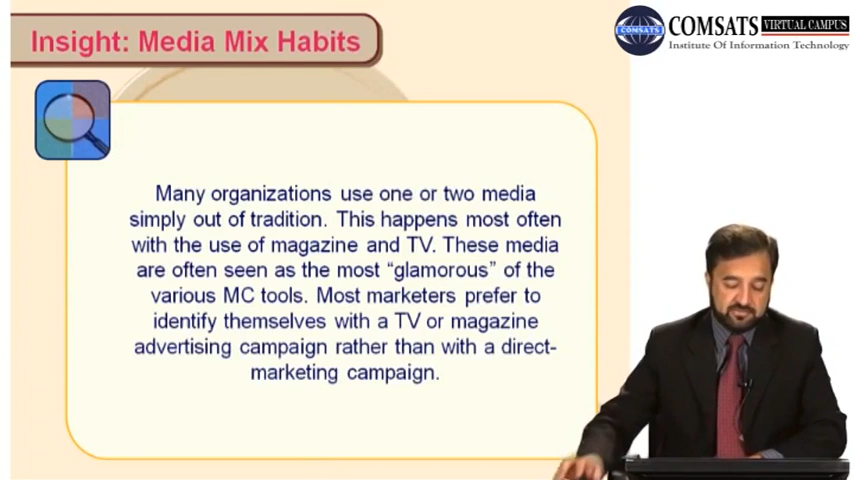 Insight: Media Mix Habits
COMSATS
COMSATS VIRTUAL CAMPUS
Institute Of Information Technology
Many organizations use one or two media
simply out of tradition. This happens most often
with the use of magazine and TV. These media
are often seen as the most “glamorous” of the
various MC tools. Most marketers prefer to
identify themselves with a TV or magazine
advertising campaign rather than with a direct-
marketing campaign.